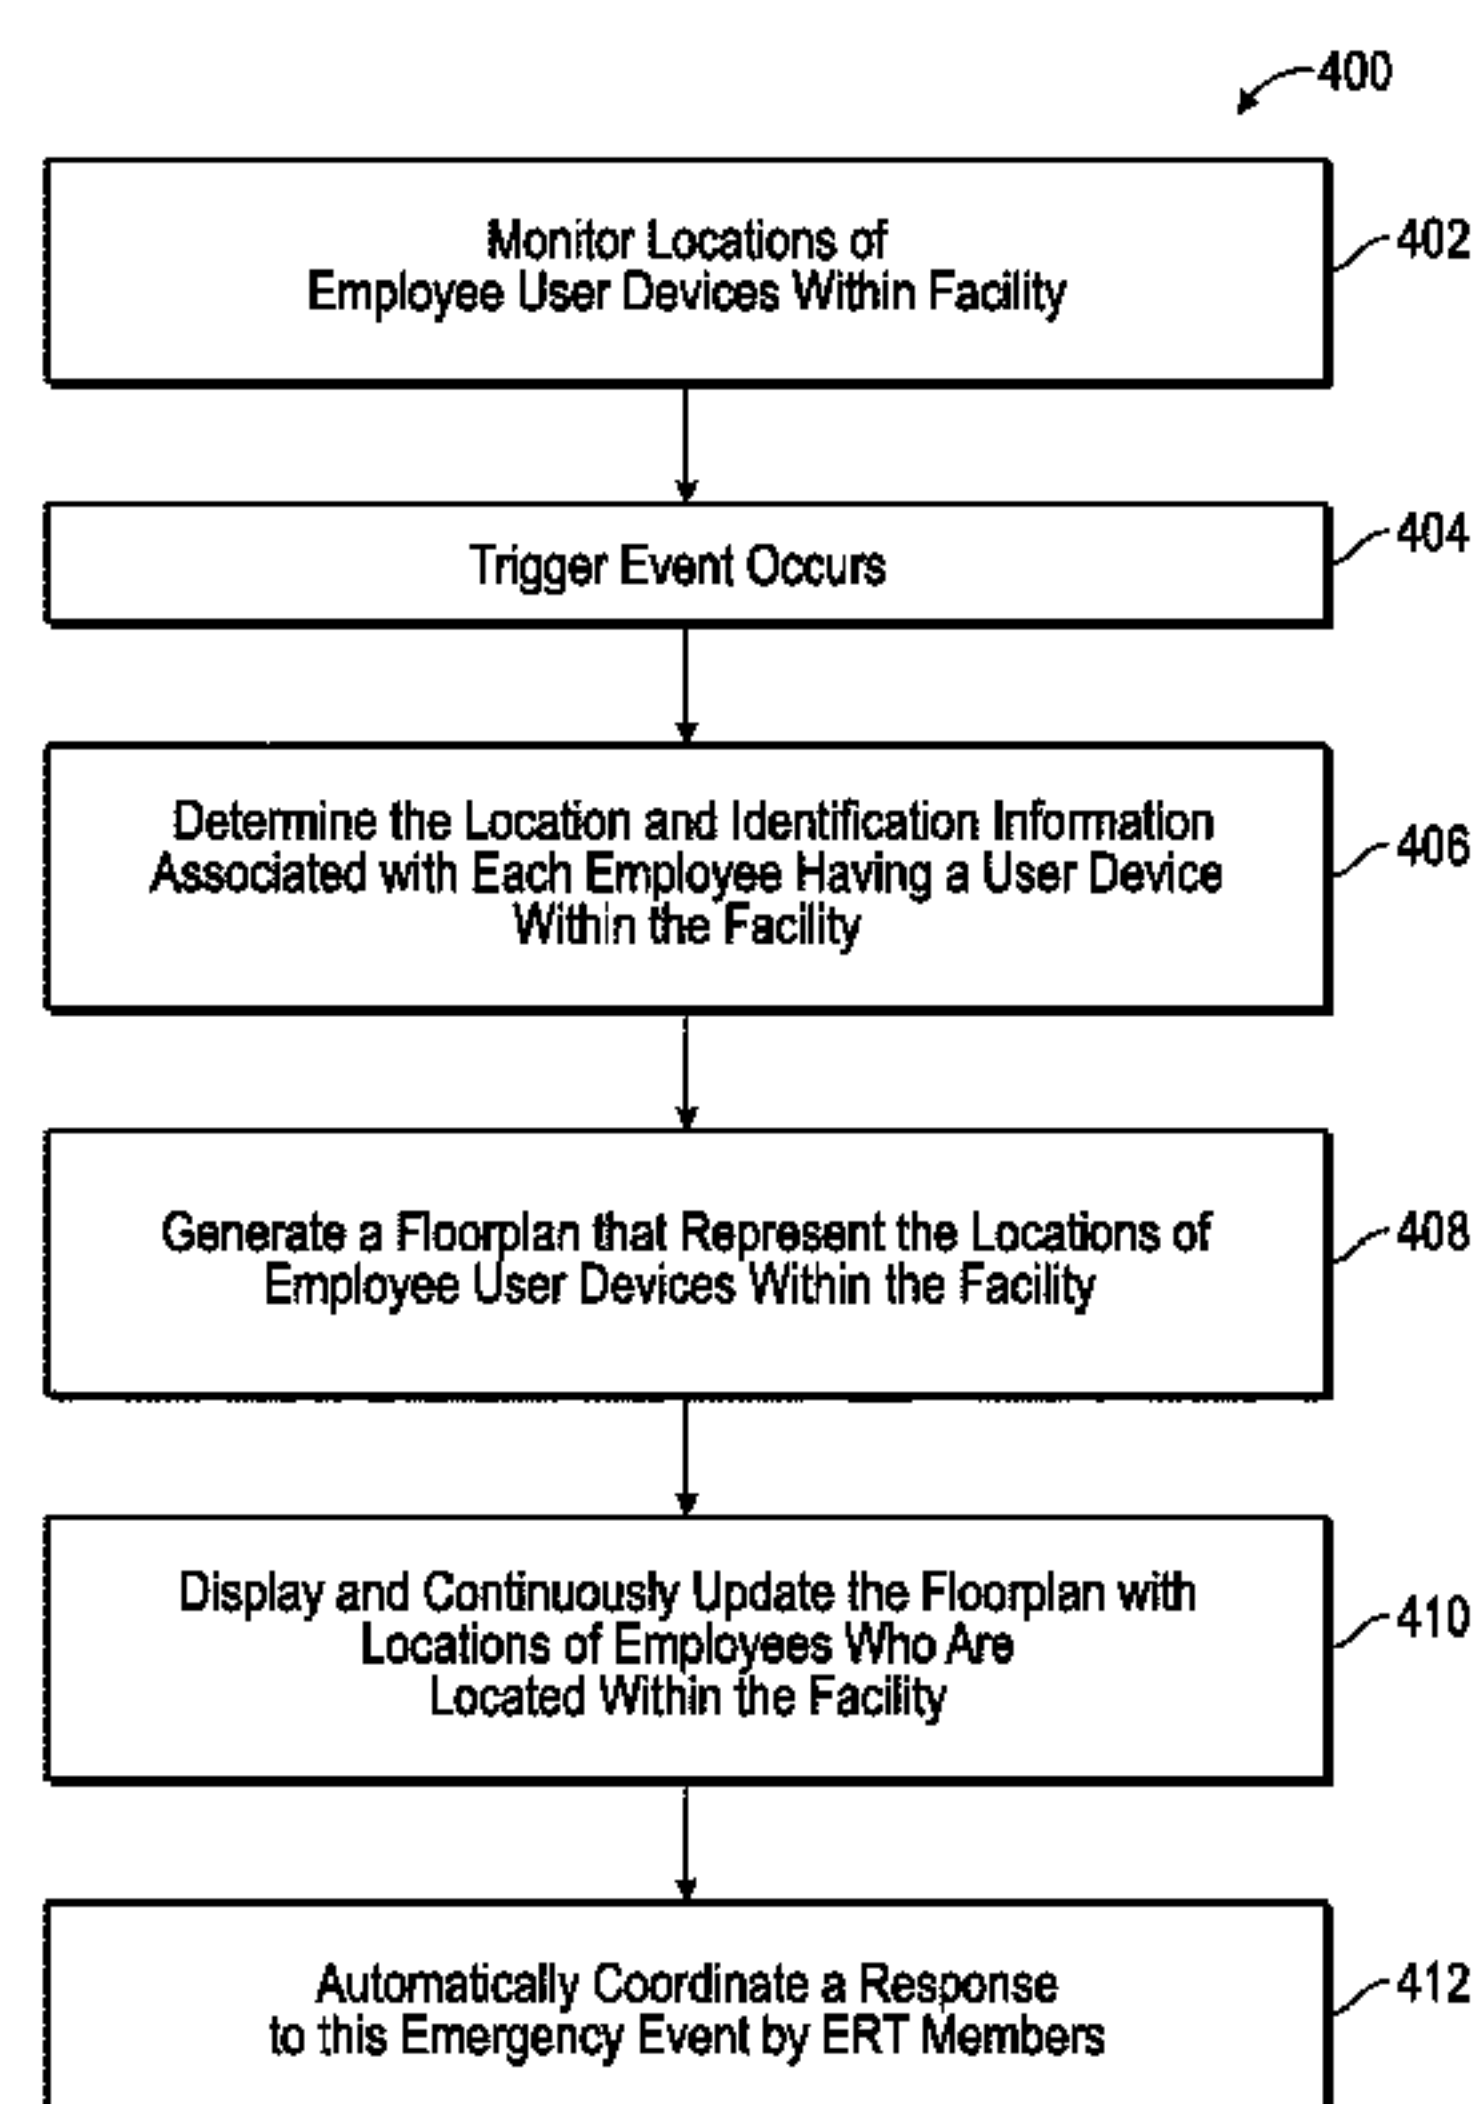 400
Monitor Locations of
Employee User Devices Within Facility
402
Trigger Event Occurs
404
Determine the Location and Identification Information
Associated with Each Employee Having a User Device
Within the Facility
406
Generate a Floorplan that Represent the Locations of
Employee User Devices Within the Facility
408
Display and Continuously Update the Floorplan with
Locations of Employees Who Are
Located Within the Facility
410
Automatically Coordinate a Response
to this Emergency Event by ERT Members
412